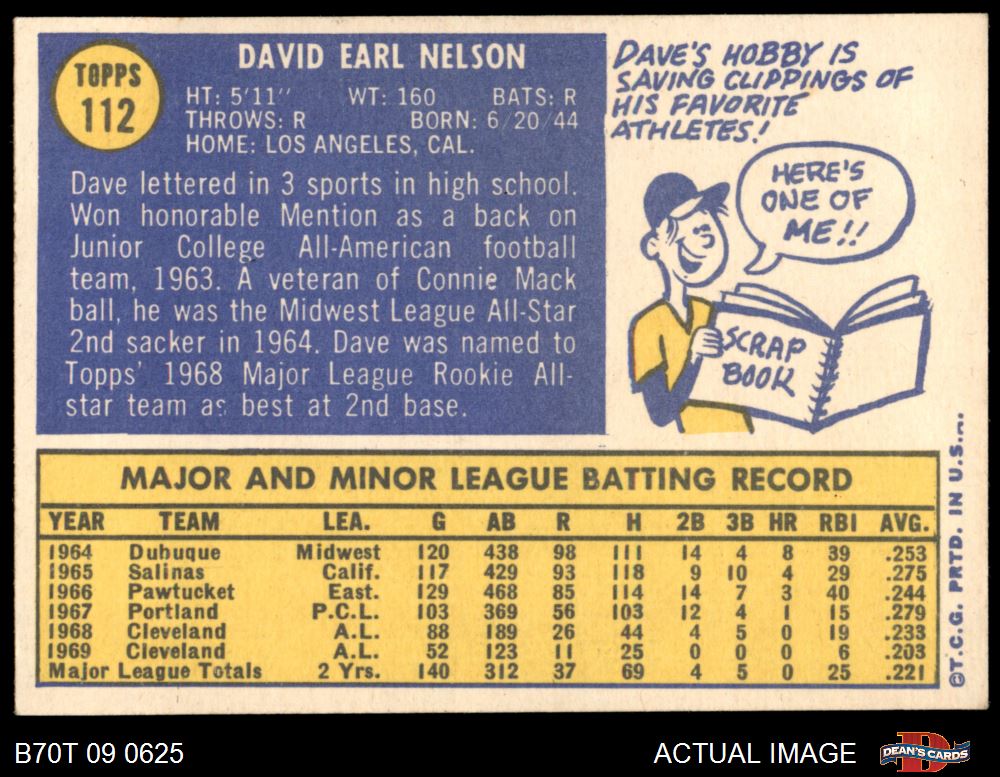 TOPPS
112
DAVID EARL NELSON
HT: 5'11" WT: 160 BATS: R
THROWS: R BORN: 6/20/44
HOME: LOS ANGELES, CAL.
Dave lettered in 3 sports in high school.
Won honorable Mention as a back on
Junior College All-American football
team, 1963. A veteran of Connie Mack
ball, he was the Midwest League All-Star
2nd sacker in 1964. Dave was named to
Topps' 1968 Major League Rookie All-
star team as best at 2nd base.
DAVE'S HOBBY IS
SAVING CLIPPINGS OF
HIS FAVORITE
ATHLETES!
HERE'S
ONE OF
ME!!
SCRAP
BOOK
MAJOR AND MINOR LEAGUE BATTING RECORD
YEAR TEAM LEA. G AB R H 2B 3B HR RBI AVG.
1964 Dubuque Midwest 120 438 98 111 14 4 8 39 .253
1965 Salinas Calif. 117 429 93 118 9 10 4 29 .275
1966 Pawtucket East. 129 468 85 114 14 7 3 40 .244
1967 Portland P.C.L. 103 369 56 103 12 4 1 15 .279
1968 Cleveland A.L. 88 189 26 44 4 5 0 19 .233
1969 Cleveland A.L. 52 123 11 25 0 0 0 6 .203
Major League Totals 2 Yrs. 140 312 37 69 4 5 0 25 .221
©T.C.G. PRTD. IN U.S.A.
B70T 09 0625
ACTUAL IMAGE
DEAN'S CARDS